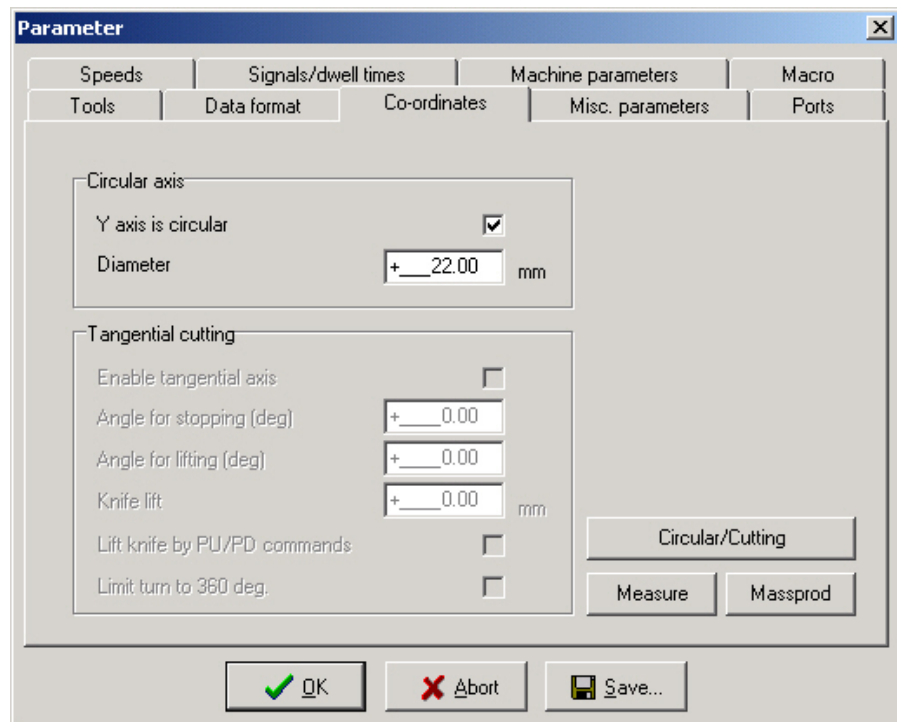 Parameter
Speeds Signals/dwell times Machine parameters Macro
Tools Data format Co-ordinates Misc. parameters Ports
Circular axis
Y axis is circular
Diameter +___22.00 mm
Tangential cutting
Enable tangential axis
Angle for stopping (deg) +____0.00
Angle for lifting (deg) +____0.00
Knife lift +____0.00 mm
Lift knife by PU/PD commands
Limit turn to 360 deg.
Circular/Cutting
Measure Massprod
OK Abort Save...